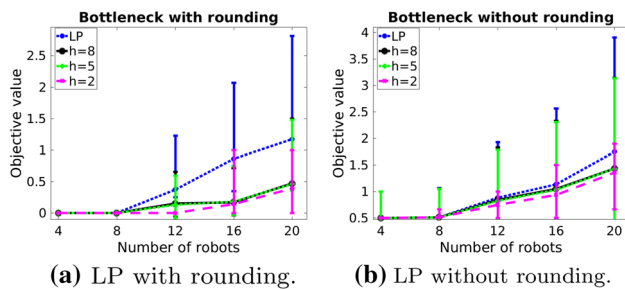 Bottleneck with rounding
Objective value
2.5
2
1.5
1
0.5
0
LP
h=8
h=5
h=2
4 8 12 16 20
Number of robots
(a) LP with rounding.
Bottleneck without rounding
Objective value
4
3.5
3
2.5
2
1.5
1
0.5
LP
h=8
h=5
h=2
4 8 12 16 20
Number of robots
(b) LP without rounding.